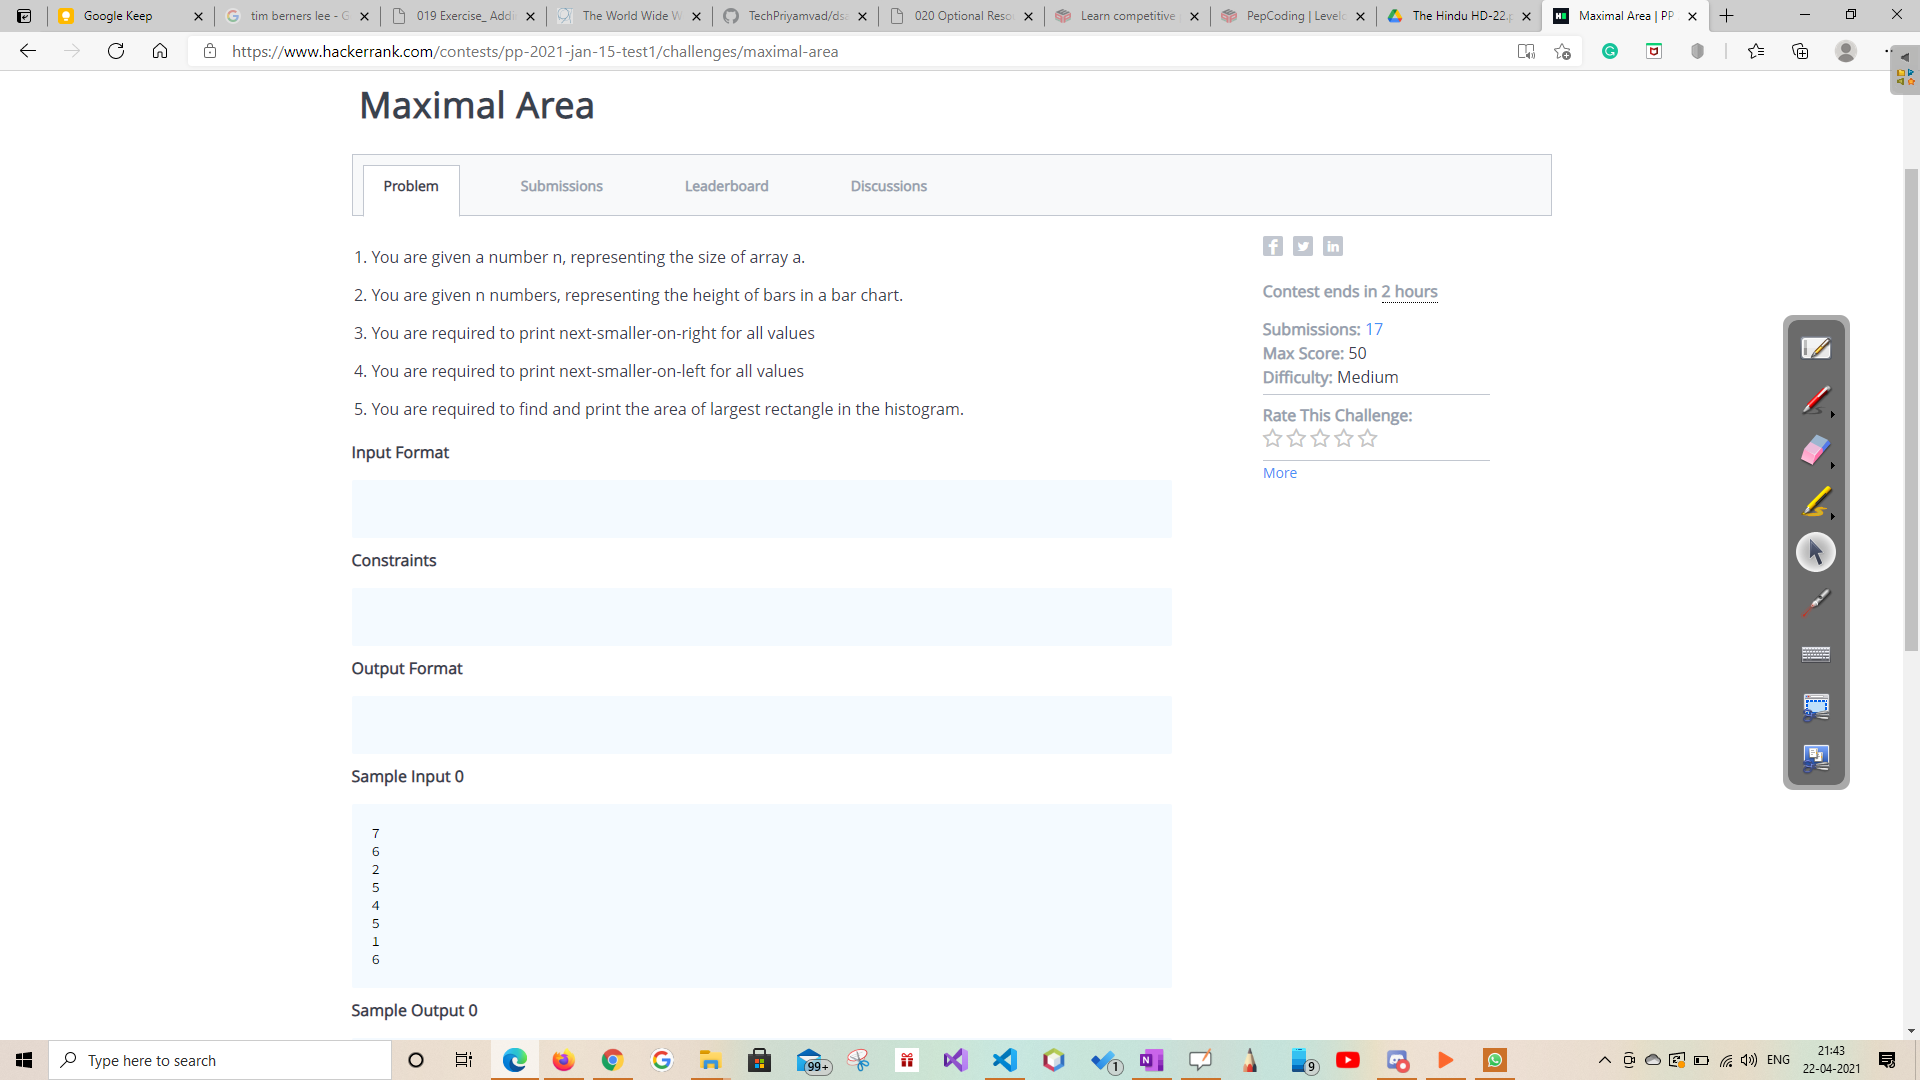 Google Keep
tim berners lee - G
019 Exercise_ Addi
The World Wide W
TechPriyamvad/dsa
020 Optional Reso
Learn competitive
PepCoding | Level
The Hindu HD-22.p
Maximal Area | PP
https://www.hackerrank.com/contests/pp-2021-jan-15-test1/challenges/maximal-area
Maximal Area
Problem
Submissions
Leaderboard
Discussions
1. You are given a number n, representing the size of array a.
2. You are given n numbers, representing the height of bars in a bar chart.
3. You are required to print next-smaller-on-right for all values
4. You are required to print next-smaller-on-left for all values
5. You are required to find and print the area of largest rectangle in the histogram.
Input Format
Constraints
Output Format
Sample Input 0
7
6
2
5
4
5
1
6
Sample Output 0
Contest ends in 2 hours
Submissions: 17
Max Score: 50
Difficulty: Medium
Rate This Challenge:
More
Type here to search
99+
1
9
ENG
21:43
22-04-2021